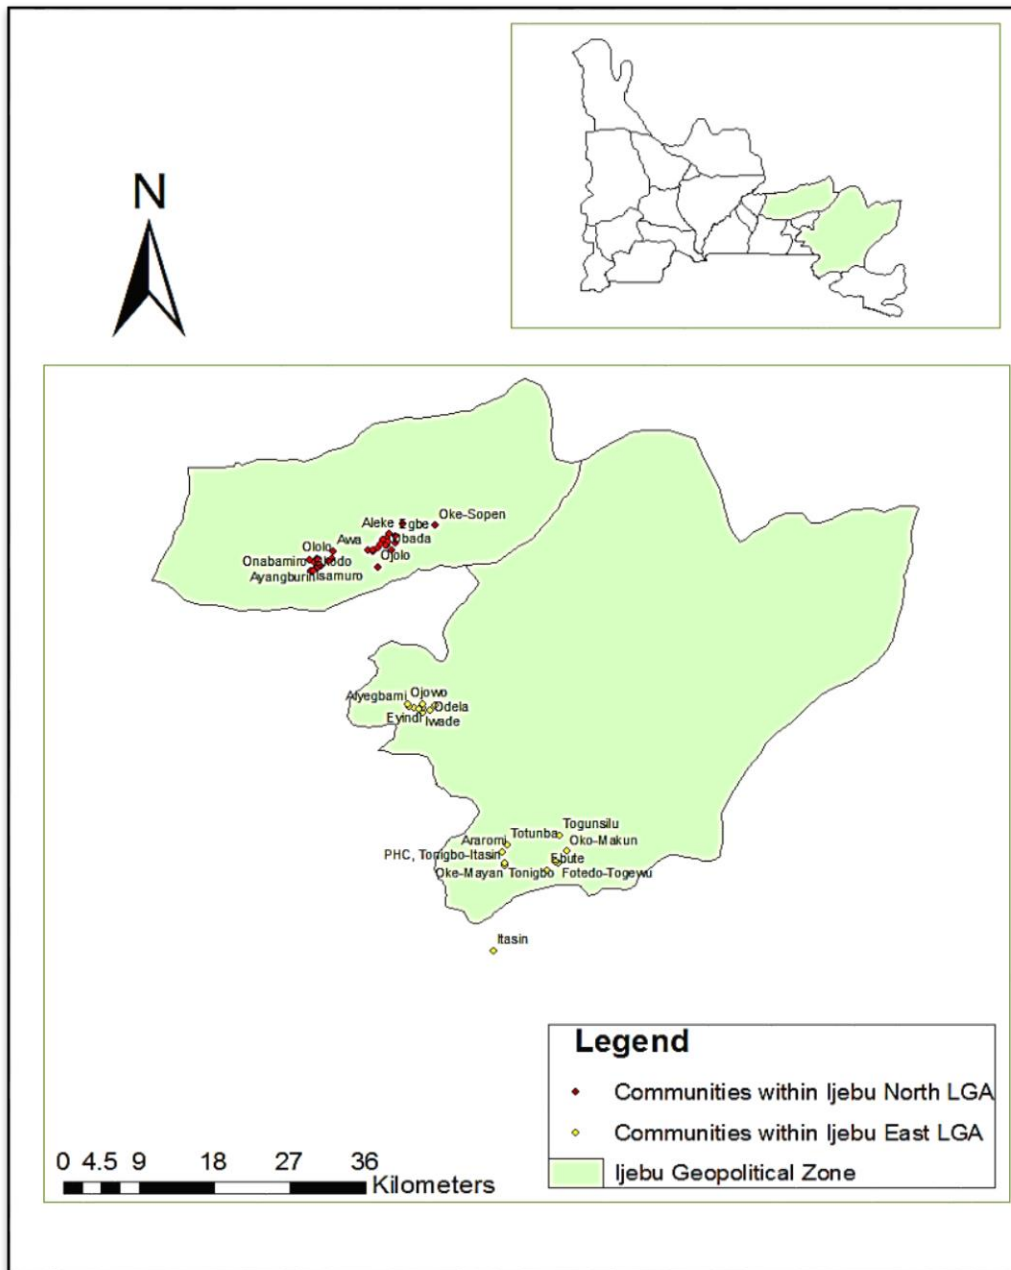 N
Oke-Sopen
Aleke
Egbe
Obada
Awa
Ololo
Ojolo
Onabamiro
Ayangburin
Isamuro
Ojowo
Odela
Eyindi
Iwade
Togunsilu
Totunba
Araromi
Oko-Makun
PHC, Tonigbo-Itasin
Ebute
Oke-Mayan
Tonigbo
Fotedo-Togewu
Itasin
Legend
Communities within Ijebu North LGA
Communities within Ijebu East LGA
Ijebu Geopolitical Zone
0 4.5 9 18 27 36
Kilometers